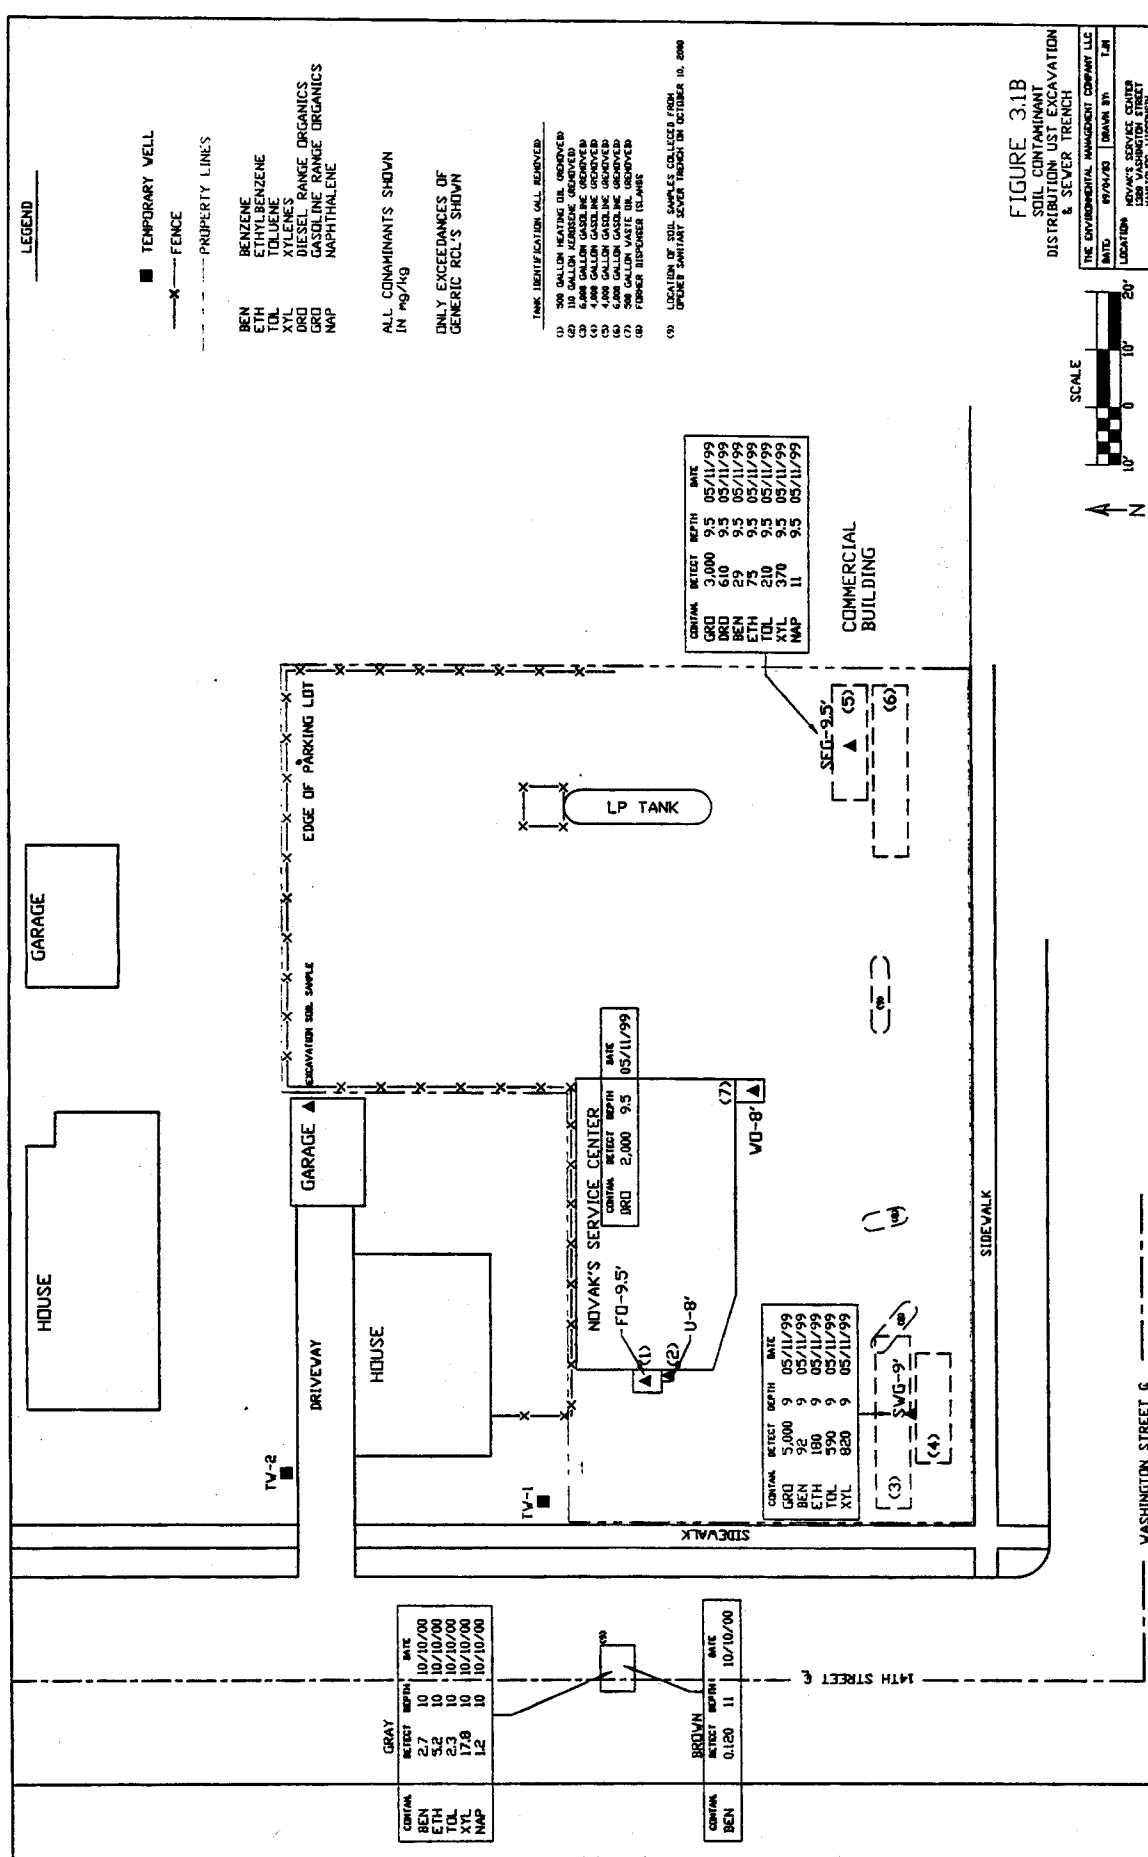 LEGEND
TEMPORARY WELL
FENCE
PROPERTY LINES
BEN BENZENE
ETH ETHYLBENZENE
TOL TOLUENE
XYL XYLENES
DRO DIESEL RANGE ORGANICS
GRO GASOLINE RANGE ORGANICS
NAP NAPHTHALENE
ALL CONAMINANTS SHOWN
IN mg/kg
ONLY EXCEEDANCES OF
GENERIC RCL'S SHOWN
TANK IDENTIFICATION (ALL REMOVED)
(1) 500 GALLON HEATING OIL (REMOVED)
(2) 110 GALLON KEROSENE (REMOVED)
(3) 6,000 GALLON GASOLINE (REMOVED)
(4) 4,000 GALLON GASOLINE (REMOVED)
(5) 4,000 GALLON GASOLINE (REMOVED)
(6) 6,000 GALLON GASOLINE (REMOVED)
(7) 500 GALLON WASTE OIL (REMOVED)
(8) FORMER DISPENSER ISLANDS
(9) LOCATION OF SOIL SAMPLES COLLECED FROM
OPENED SANITARY SEWER TRENCH ON OCTOBER 10, 2000
FIGURE 3.1B
SOIL CONTAMINANT
DISTRIBUTION: UST EXCAVATION
& SEWER TRENCH
THE ENVIRONMENTAL MANAGEMENT COMPANY LLC
DATE: 09/04/03 DRAWN BY: TJM
LOCATION: NOVAK'S SERVICE CENTER
1308 WASHINGTON STREET
SCALE
10' 0 10' 20'
N
GARAGE
HOUSE
EDGE OF PARKING LOT
EXCAVATION SOIL SAMPLE
GARAGE
DRIVEWAY
HOUSE
TW-2
TW-1
LP TANK
CONTAM. DETECT DEPTH DATE
GRO 3,000 9.5 05/11/99
DRO 610 9.5 05/11/99
BEN 29 9.5 05/11/99
ETH 75 9.5 05/11/99
TOL 210 9.5 05/11/99
XYL 370 9.5 05/11/99
NAP 11 9.5 05/11/99
COMMERCIAL
BUILDING
SEG-9.5'
(5)
(6)
NOVAK'S SERVICE CENTER
CONTAM. DETECT DEPTH DATE
DRO 2,000 9.5 05/11/99
FO-9.5'
(1)
(2)
U-8'
(7)
WO-8'
(8)
(8)
(8)
CONTAM. DETECT DEPTH DATE
GRO 5,000 9 05/11/99
BEN 92 9 05/11/99
ETH 180 9 05/11/99
TOL 590 9 05/11/99
XYL 820 9 05/11/99
SWG-9'
(3)
(4)
SIDEWALK
SIDEWALK
GRAY
CONTAM. DETECT DEPTH DATE
BEN 2.7 10 10/10/00
ETH 5.2 10 10/10/00
TOL 2.3 10 10/10/00
XYL 17.8 10 10/10/00
NAP 1.2 10 10/10/00
(9)
BROWN
CONTAM. DETECT DEPTH DATE
BEN 0.120 11 10/10/00
14TH STREET
WASHINGTON STREET